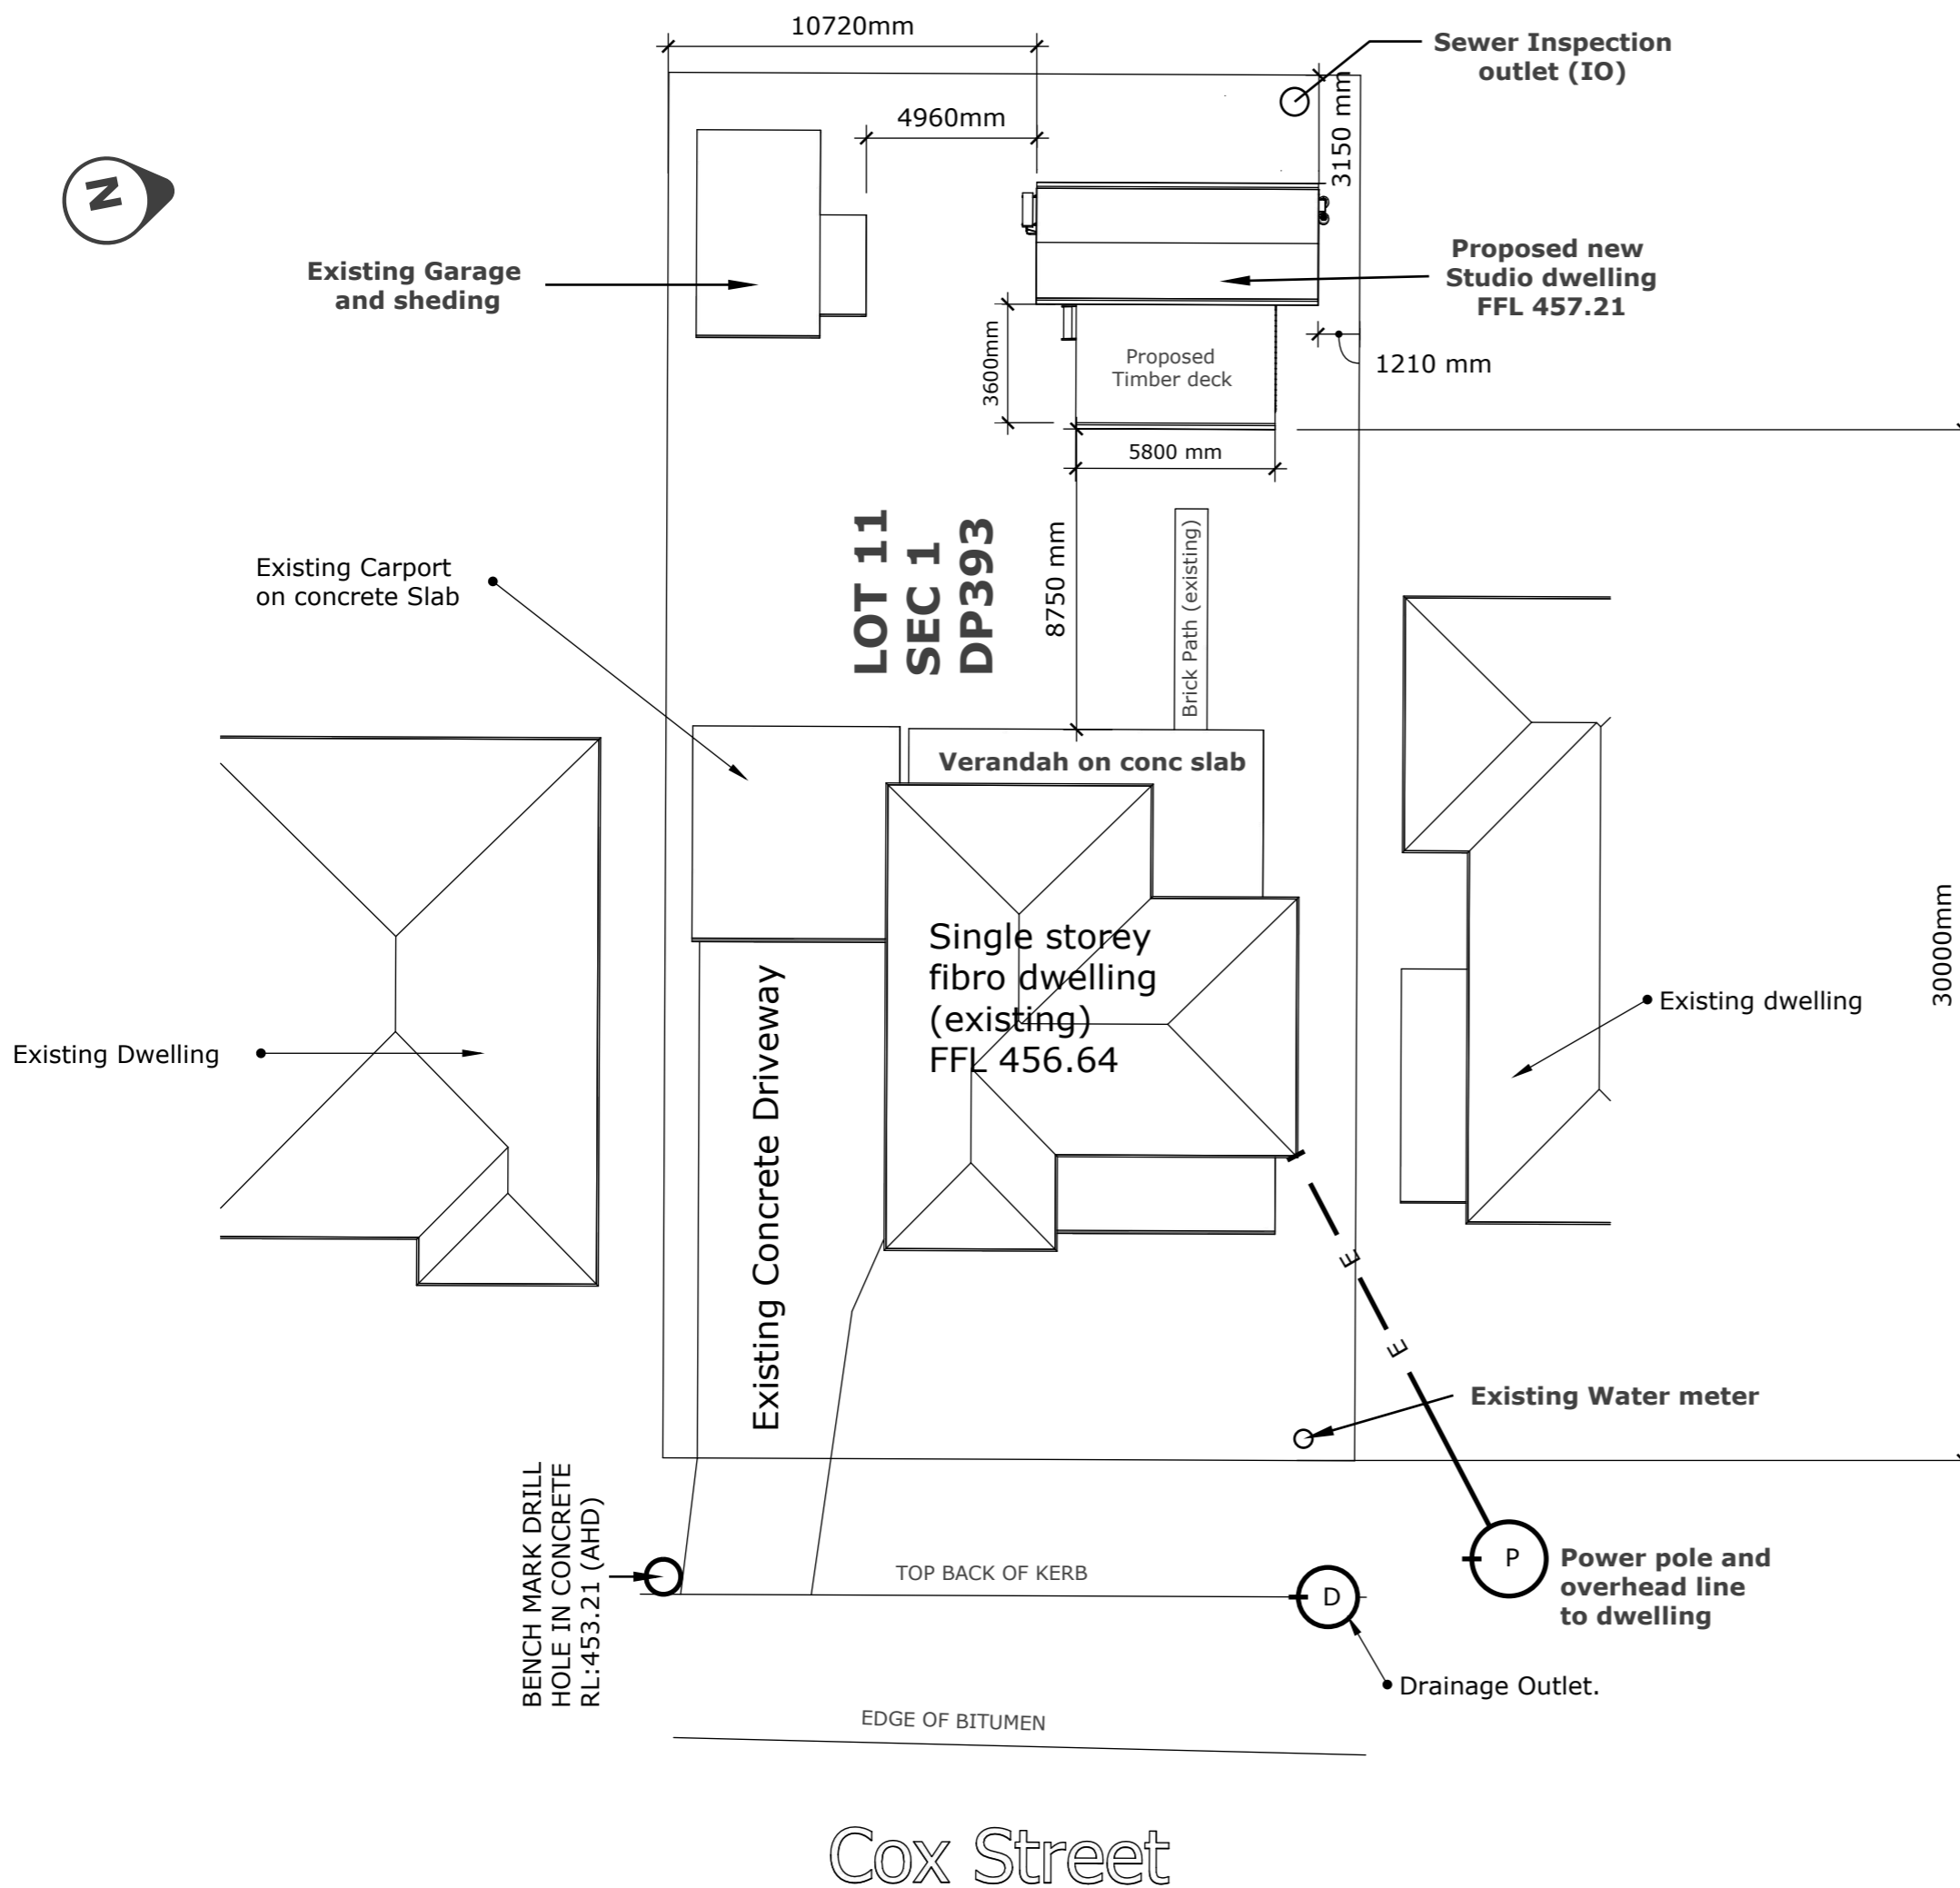 10720mm
Sewer Inspection
outlet (IO)
4960mm
3150 mm
N
Existing Garage
and sheding
Proposed new
Studio dwelling
FFL 457.21
3600mm
Proposed
Timber deck
1210 mm
5800 mm
LOT 11
SEC 1
DP393
8750 mm
Brick Path (existing)
Existing Carport
on concrete Slab
Verandah on conc slab
Single storey
fibro dwelling
(existing)
FFL 456.64
30000mm
Existing dwelling
Existing Dwelling
Existing Concrete Driveway
E
E
Existing Water meter
BENCH MARK DRILL
HOLE IN CONCRETE
RL:453.21 (AHD)
TOP BACK OF KERB
D
P
Power pole and
overhead line
to dwelling
Drainage Outlet.
EDGE OF BITUMEN
Cox Street